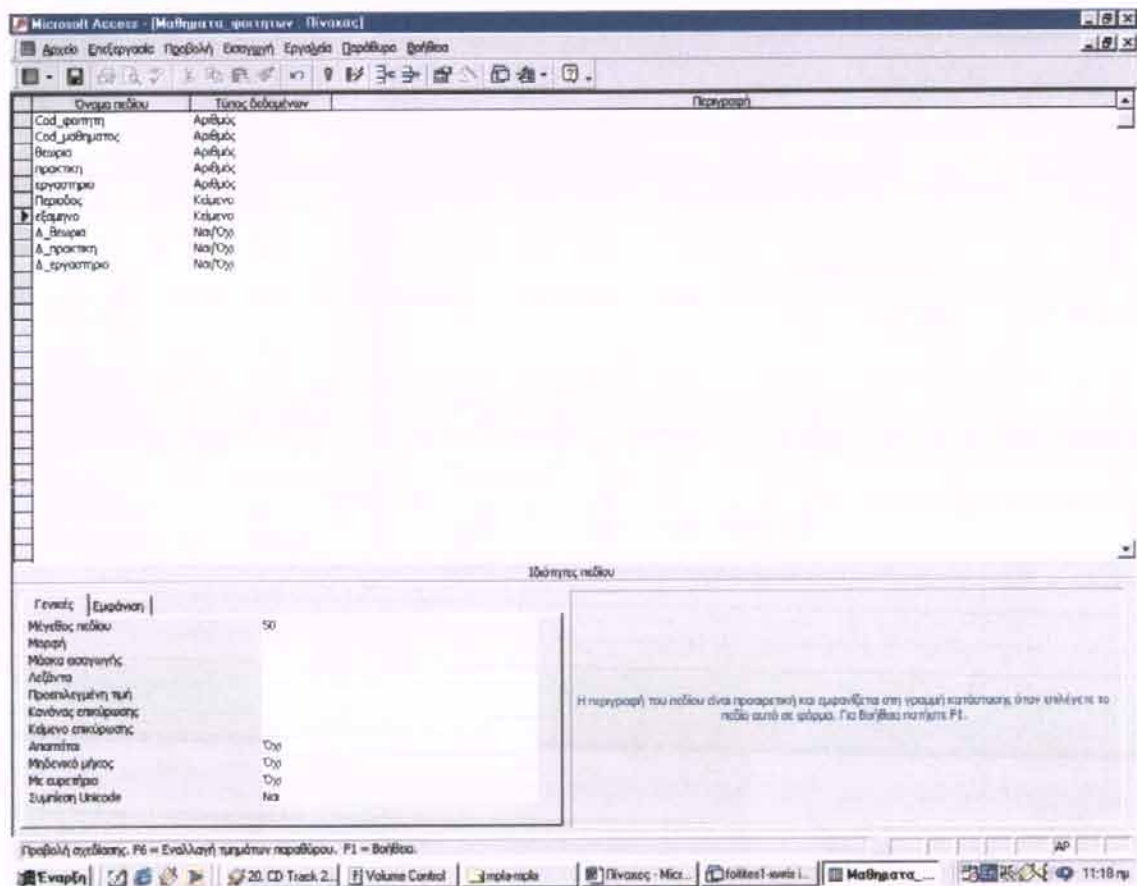 Microsoft Access - [Μαθηματα_φοιτητων : Πίνακας]
Αρχείο Επεξεργασία Προβολή Εισαγωγή Εργαλεία Παράθυρο Βοήθεια
Όνομα πεδίου Τύπος δεδομένων Περιγραφή
Cod_φοιτητη Αριθμός
Cod_μαθηματος Αριθμός
θεωρια Αριθμός
πρακτικη Αριθμός
εργαστηριο Αριθμός
Περιοδος Κείμενο
εξαμηνο Κείμενο
Δ_θεωρια Ναι/Όχι
Δ_πρακτικη Ναι/Όχι
Δ_εργαστηριο Ναι/Όχι
Ιδιότητες πεδίου
Γενικές Εμφάνιση
Μέγεθος πεδίου 50
Μορφή
Μάσκα εισαγωγής
Λεζάντα
Προεπιλεγμένη τιμή
Κανόνας επικύρωσης
Κείμενο επικύρωσης
Απαιτείται Όχι
Μηδενικό μήκος Όχι
Με ευρετήριο Όχι
Συμπίεση Unicode Ναι
Η περιγραφή του πεδίου είναι προαιρετική και εμφανίζεται στη γραμμή κατάστασης όταν επιλέγετε το
πεδίο αυτό σε φόρμα. Για βοήθεια πατήστε F1.
Προβολή σχεδίασης. F6 = Εναλλαγή τμημάτων παραθύρου. F1 = Βοήθεια.
Έναρξη 20. CD Track 2... Volume Control mpla-mpla Πίνακας - Micr... foitites1-xwris i... Μαθηματα_... 11:18 πμ